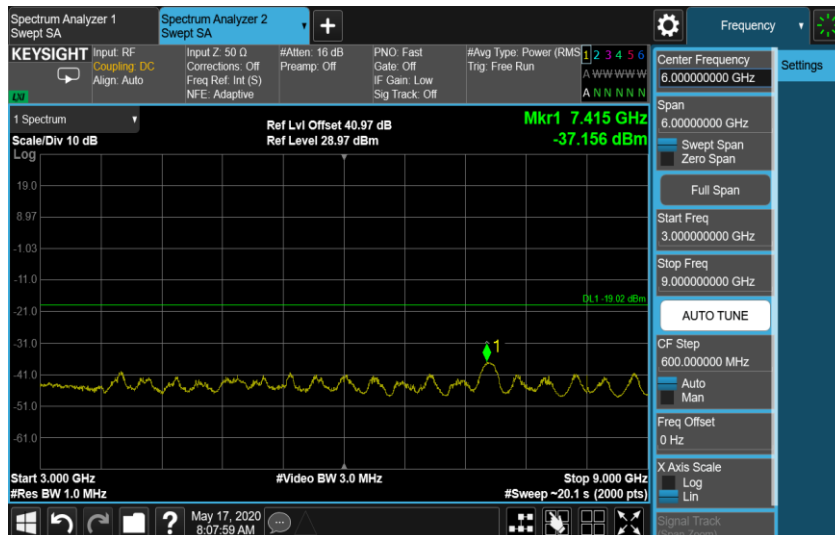 Spectrum Analyzer 1
Swept SA
Spectrum Analyzer 2
Swept SA
Frequency
KEYSIGHT
Input: RF
Coupling: DC
Align: Auto
Input Z: 50 Ω
Corrections: Off
Freq Ref: Int (S)
NFE: Adaptive
#Atten: 16 dB
Preamp: Off
PNO: Fast
Gate: Off
IF Gain: Low
Sig Track: Off
#Avg Type: Power (RMS
Trig: Free Run
1 2 3 4 5 6
A W W W W W
A N N N N N
LXI
1 Spectrum
Scale/Div 10 dB
Log
Ref Lvl Offset 40.97 dB
Ref Level 28.97 dBm
Mkr1 7.415 GHz
-37.156 dBm
19.0
8.97
-1.03
-11.0
DL1 -19.02 dBm
-21.0
-31.0
1
-41.0
-51.0
-61.0
Start 3.000 GHz
#Res BW 1.0 MHz
#Video BW 3.0 MHz
Stop 9.000 GHz
#Sweep ~20.1 s (2000 pts)
May 17, 2020
8:07:59 AM
Center Frequency
6.000000000 GHz
Settings
Span
6.00000000 GHz
Swept Span
Zero Span
Full Span
Start Freq
3.000000000 GHz
Stop Freq
9.000000000 GHz
AUTO TUNE
CF Step
600.000000 MHz
Auto
Man
Freq Offset
0 Hz
X Axis Scale
Log
Lin
Signal Track
(Span Zoom)